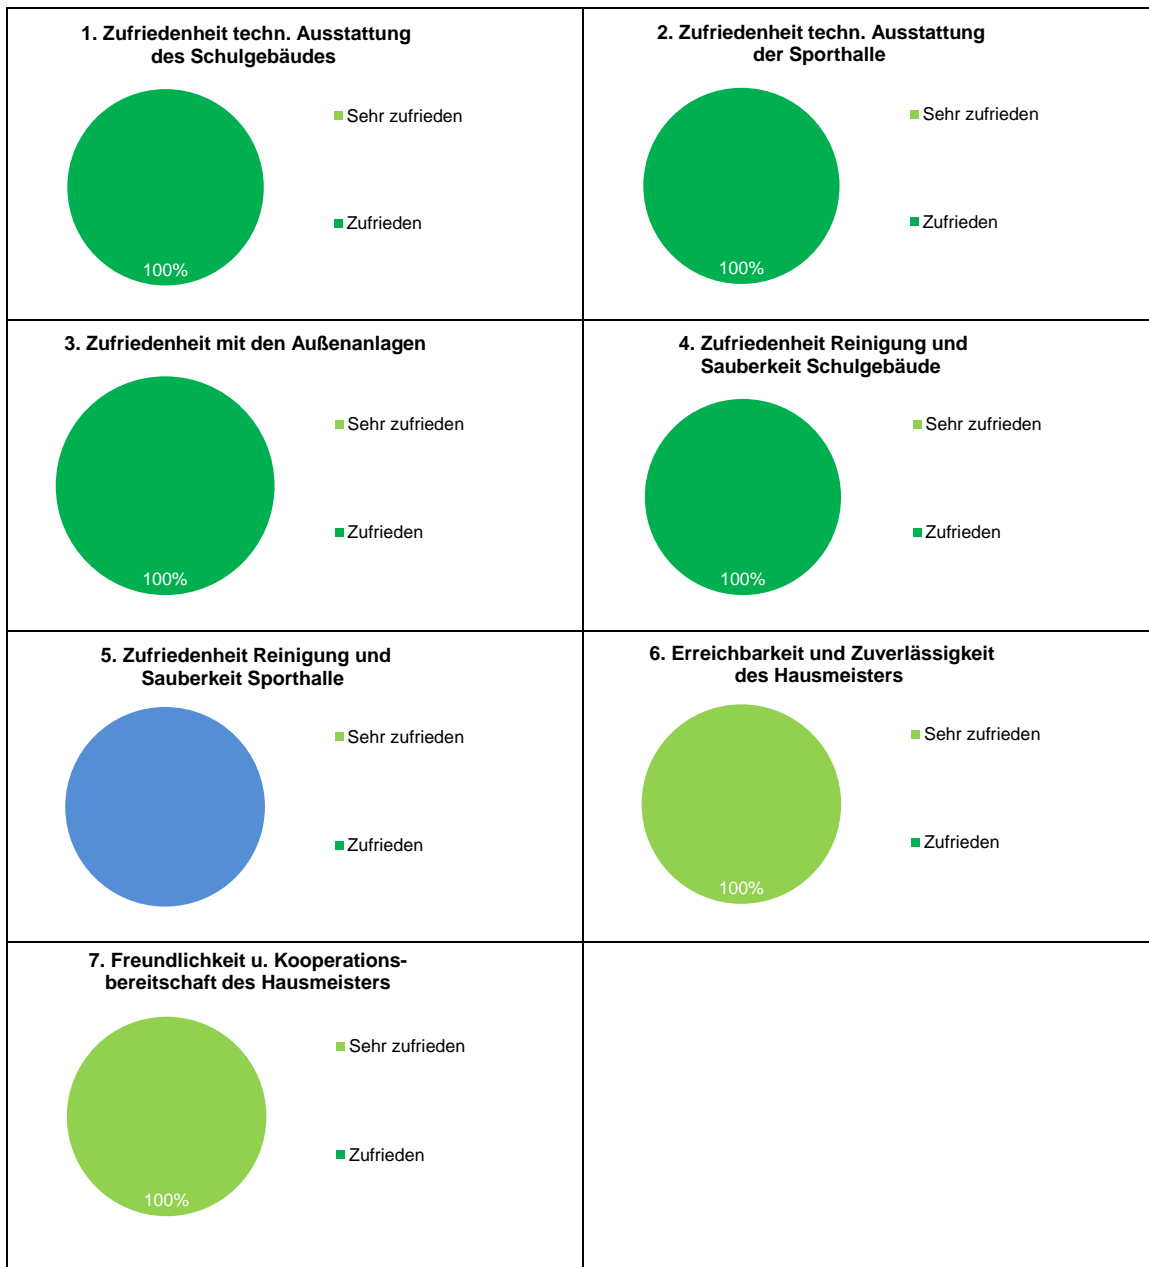 1. Zufriedenheit techn. Ausstattung
des Schulgebäudes
Sehr zufrieden
Zufrieden
100%
2. Zufriedenheit techn. Ausstattung
der Sporthalle
Sehr zufrieden
Zufrieden
100%
3. Zufriedenheit mit den Außenanlagen
Sehr zufrieden
Zufrieden
100%
4. Zufriedenheit Reinigung und
Sauberkeit Schulgebäude
Sehr zufrieden
Zufrieden
100%
5. Zufriedenheit Reinigung und
Sauberkeit Sporthalle
Sehr zufrieden
Zufrieden
6. Erreichbarkeit und Zuverlässigkeit
des Hausmeisters
Sehr zufrieden
Zufrieden
100%
7. Freundlichkeit u. Kooperations-
bereitschaft des Hausmeisters
Sehr zufrieden
Zufrieden
100%